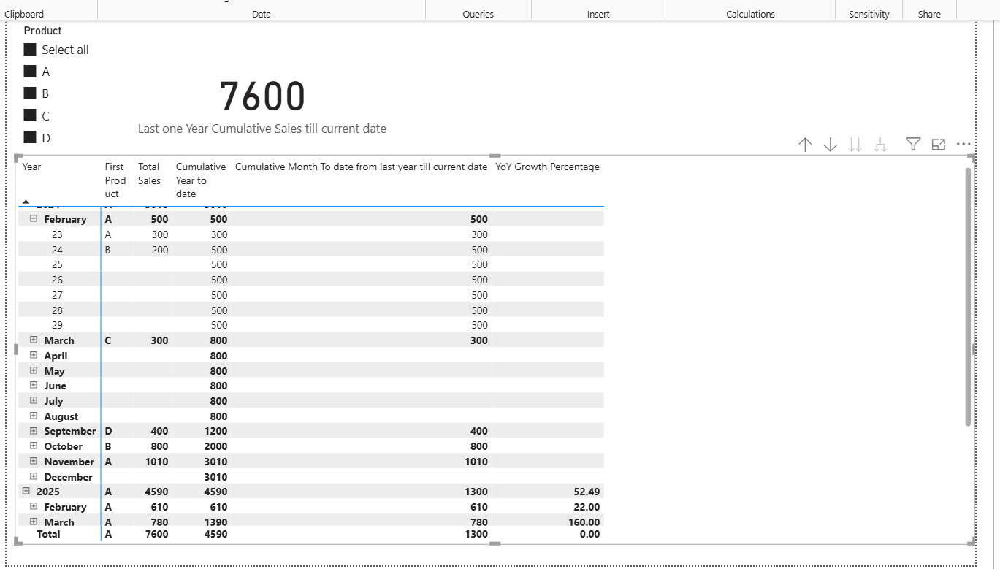 Clipboard Data Queries Insert Calculations Sensitivity Share
Product
Select all
A
B
C
D
7600
Last one Year Cumulative Sales till current date
Year First Total Cumulative Cumulative Month To date from last year till current date YoY Growth Percentage
Prod Sales Year to
uct date
February A 500 500 500
23 A 300 300 300
24 B 200 500 500
25 500 500
26 500 500
27 500 500
28 500 500
29 500 500
March C 300 800 300
April 800
May 800
June 800
July 800
August 800
September D 400 1200 400
October B 800 2000 800
November A 1010 3010 1010
December 3010
2025 A 4590 4590 1300 52.49
February A 610 610 610 22.00
March A 780 1390 780 160.00
Total A 7600 4590 1300 0.00